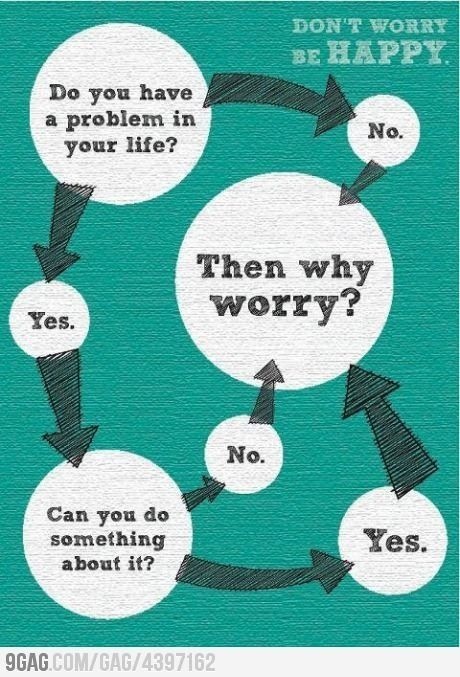 DON'T WORRY
BE HAPPY.
Do you have
a problem in
your life?
No.
Then why
worry?
Yes.
No.
Can you do
something
about it?
Yes.
9GAG.COM/GAG/4397162